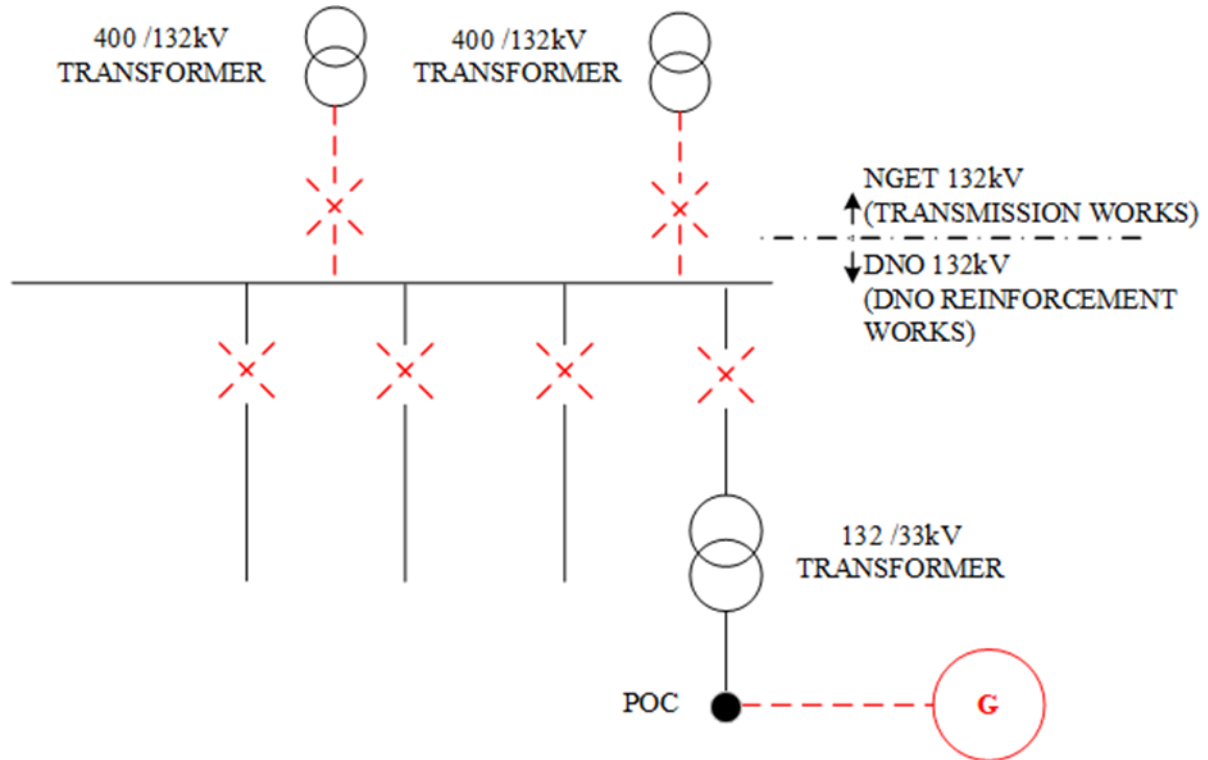 400 /132kV
TRANSFORMER
400 /132kV
TRANSFORMER
NGET 132kV
(TRANSMISSION WORKS)
DNO 132kV
(DNO REINFORCEMENT
WORKS)
132 /33kV
TRANSFORMER
POC
G